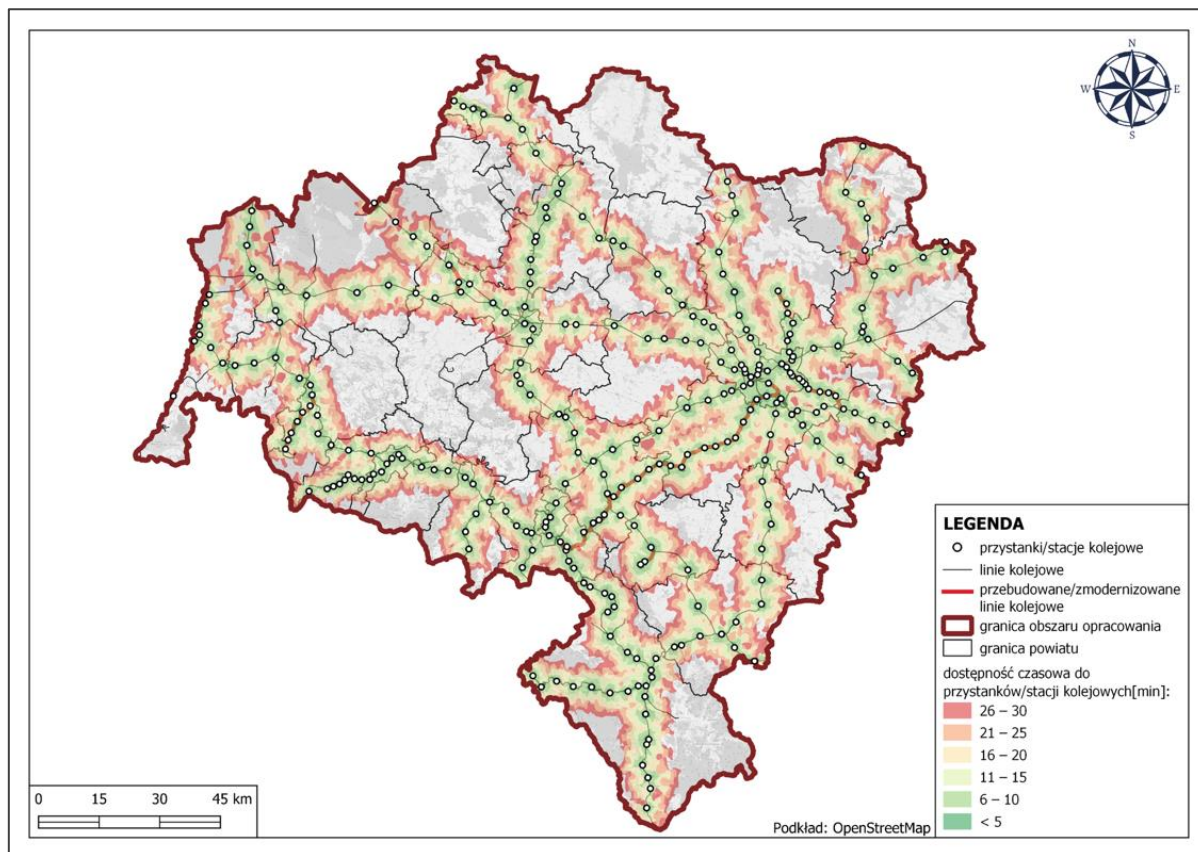 N
W
E
S
LEGENDA
przystanki/stacje kolejowe
linie kolejowe
przebudowane/zmodernizowane
linie kolejowe
granica obszaru opracowania
granica powiatu
dostępność czasowa do
przystanków/stacji kolejowych[min]:
26 – 30
21 – 25
16 – 20
11 – 15
6 – 10
< 5
0 15 30 45 km
Podkład: OpenStreetMap